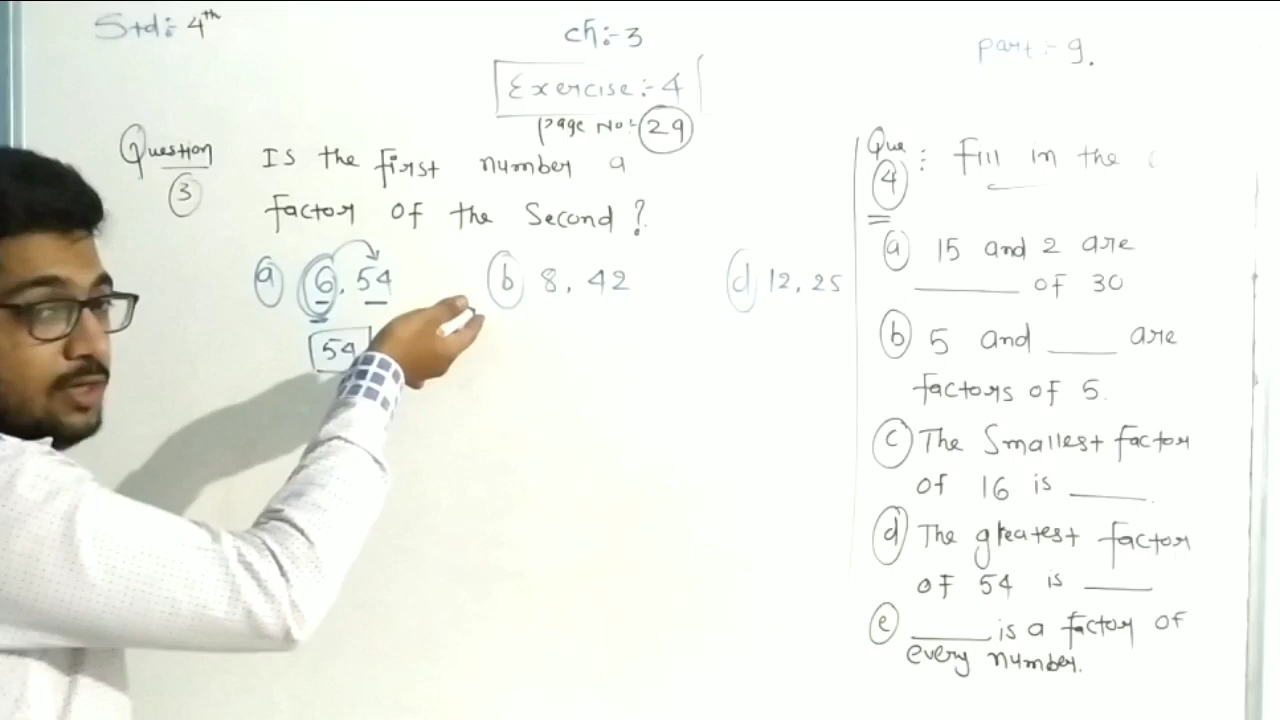 Std:- 4th
ch:-3
part:- 9.
Exercise:-4
page No:- 29
Question 3
Is the first number a
factor of the second?
a 6, 54
b 8, 42
d 12, 25
54
Que 4 : fill in the
a 15 and 2 are
______ of 30
b 5 and ____ are
factors of 5.
c The smallest factor
of 16 is ____.
d The greatest factor
of 54 is ____
e ____ is a factor of
every number.